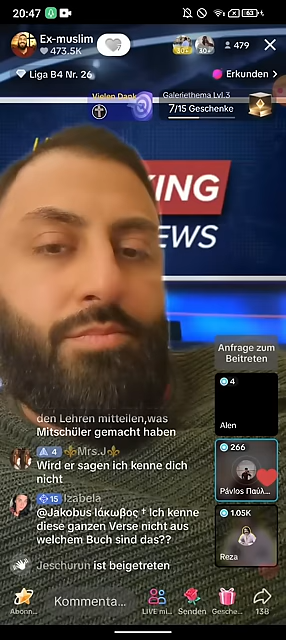 20:47
Ex-muslim
473.5K
30+
479
Liga B4 Nr. 26
Erkunden >
Vielen Dank
Galeriethema Lvl.3
7/15 Geschenke
KING
EWS
Anfrage zum
Beitreten
4
Alen
266
Pávlos Παύλ...
1.05K
Reza
den Lehren mitteilen,was
Mitschüler gemacht haben
4 ⚜Mrs.J⚜
Wird er sagen ich kenne dich
nicht
15 Izabela
@Jakobus Ιάκωβος † Ich kenne
diese ganzen Verse nicht aus
welchem Buch sind das??
Jeschurun ist beigetreten
Kommenta...
Abonn...
LIVE mi...
Senden
Gesche...
138